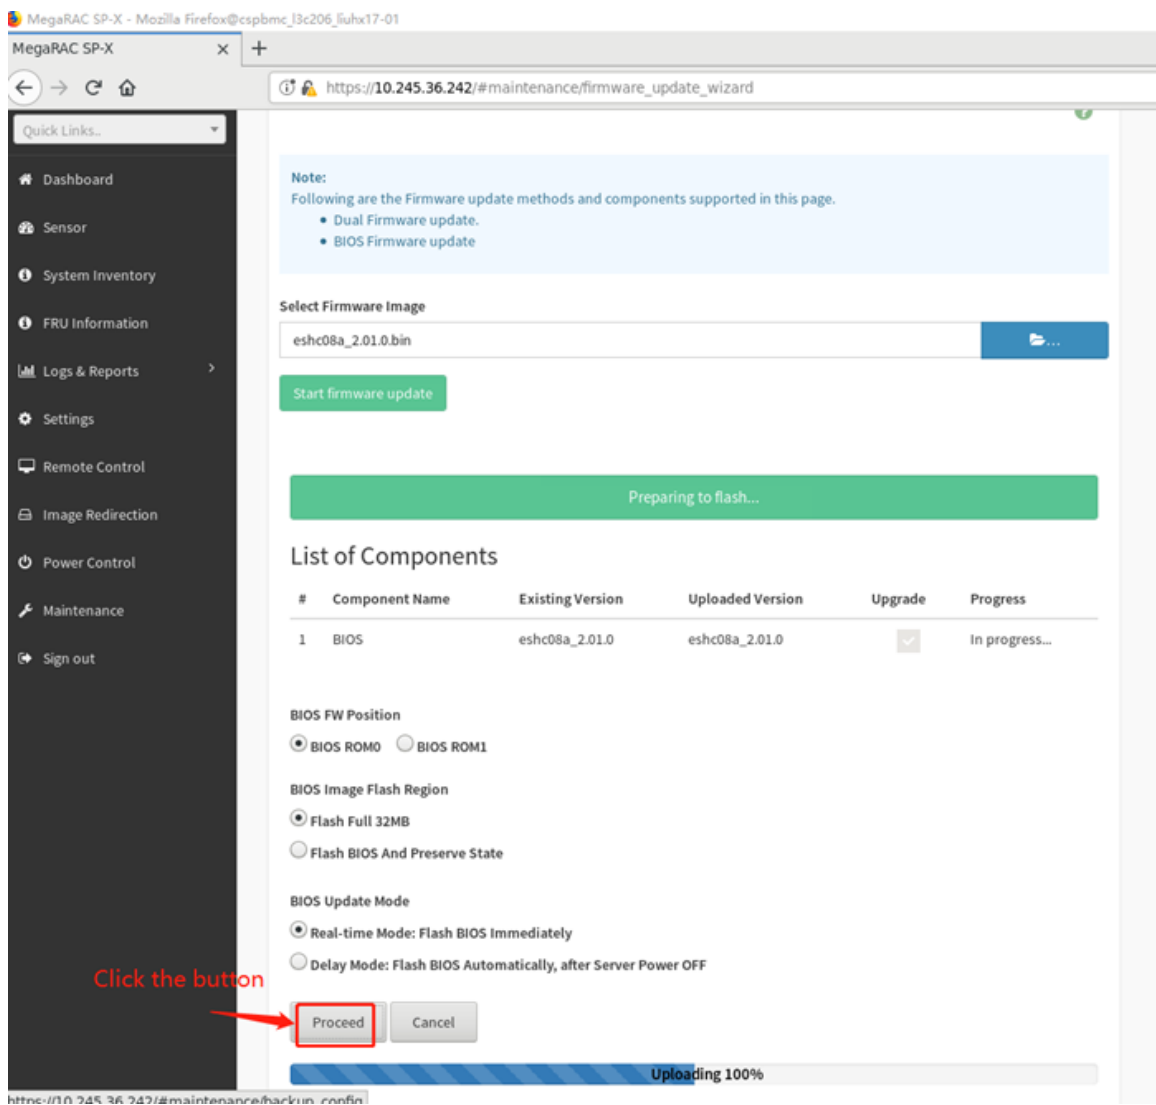 MegaRAC SP-X - Mozilla Firefox@cspbmc_l3c206_liuhx17-01
MegaRAC SP-X × +
https://10.245.36.242/#maintenance/firmware_update_wizard
Quick Links..
Dashboard
Sensor
System Inventory
FRU Information
Logs & Reports
Settings
Remote Control
Image Redirection
Power Control
Maintenance
Sign out
?
Note:
Following are the Firmware update methods and components supported in this page.
• Dual Firmware update.
• BIOS Firmware update
Select Firmware Image
eshc08a_2.01.0.bin ...
Start firmware update
Preparing to flash...
List of Components
# Component Name Existing Version Uploaded Version Upgrade Progress
1 BIOS eshc08a_2.01.0 eshc08a_2.01.0 In progress...
BIOS FW Position
BIOS ROM0 BIOS ROM1
BIOS Image Flash Region
Flash Full 32MB
Flash BIOS And Preserve State
BIOS Update Mode
Real-time Mode: Flash BIOS Immediately
Delay Mode: Flash BIOS Automatically, after Server Power OFF
Click the button
Proceed Cancel
Uploading 100%
https://10.245.36.242/#maintenance/backup_config